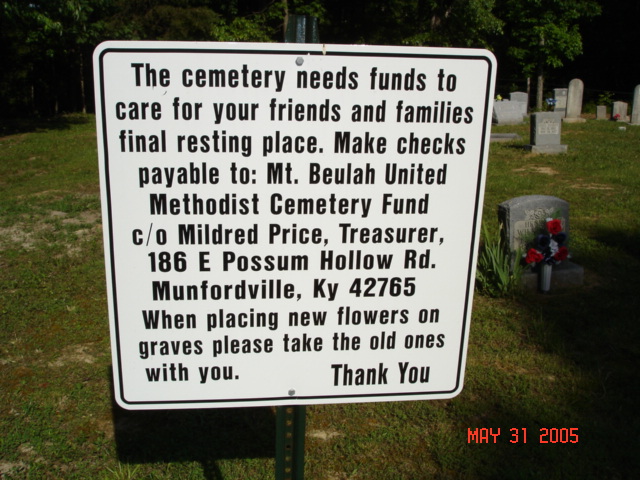 The cemetery needs funds to
care for your friends and families
final resting place. Make checks
payable to: Mt. Beulah United
Methodist Cemetery Fund
c/o Mildred Price, Treasurer,
186 E Possum Hollow Rd.
Munfordville, Ky 42765
When placing new flowers on
graves please take the old ones
with you. Thank You
MAY 31 2005